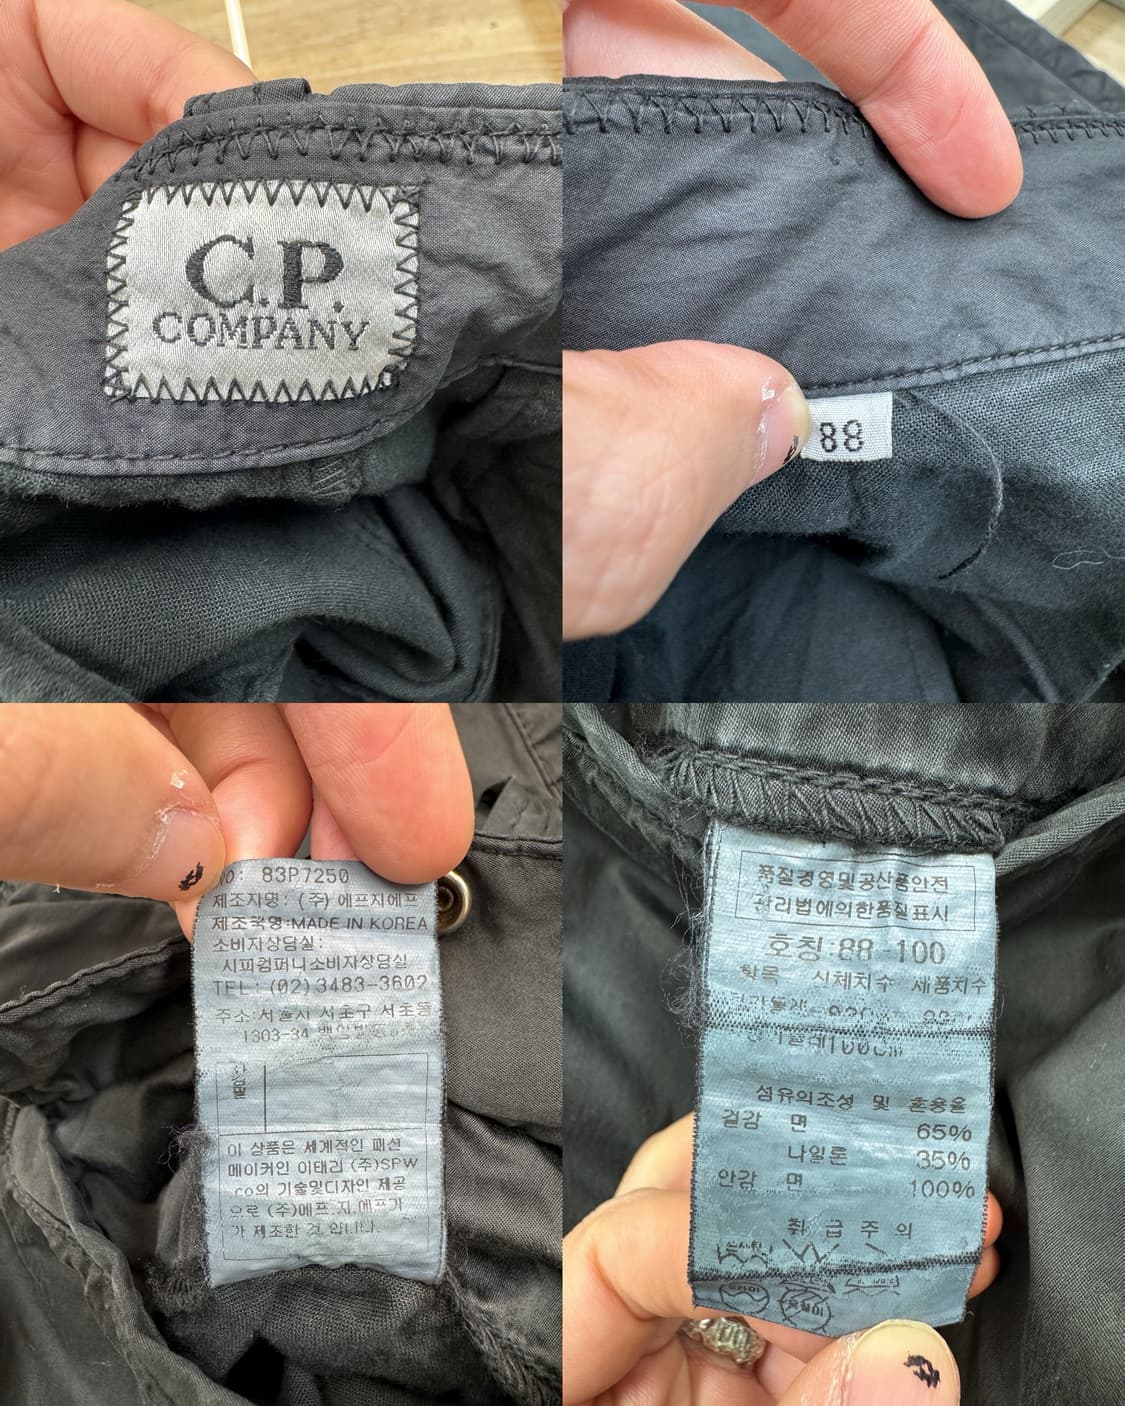 C.P.
COMPANY
88
No: 83P7250
제조자명: (주) 에프지에프
제조국명:MADE IN KOREA
소비자상담실:
시피컴퍼니소비자상담실
TEL:(02)3483-3602
주소:서울시 서초구 서초동
1303-34
이 상품은 세계적인 패션
메이커인 이태리 (주)SPW
CO의 기술및디자인 제공
으로 (주)에프.지.에프가
가 제조한 것 입니다.
품질경영및공산품안전
관리법에의한품질표시
호칭:88-100
항목 신체치수 제품치수
100cm
섬유의조성 및 혼용율
겉감 면 65%
나일론 35%
안감 면 100%
취급주의